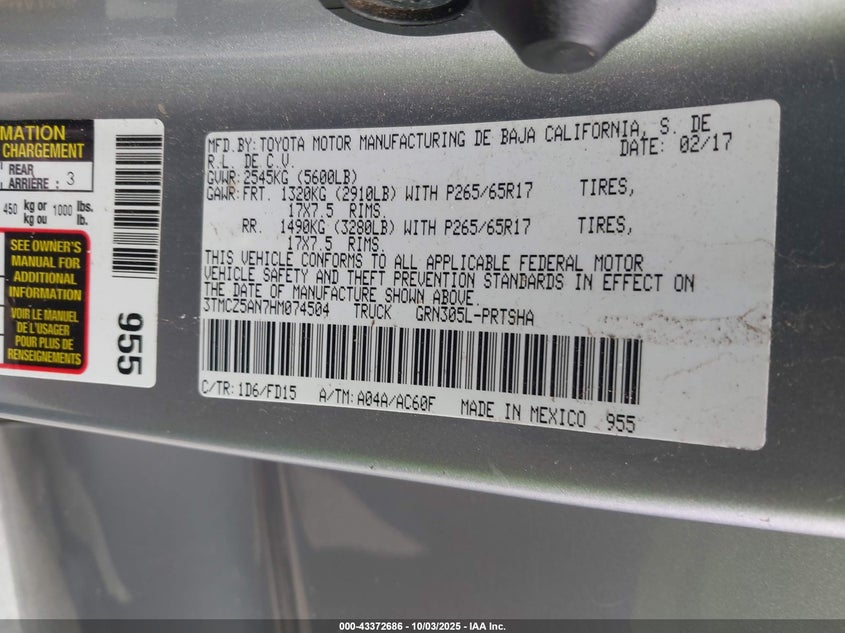 MATION
CHARGEMENT
REAR
ARRIÈRE : 3
450 kg or 1000 lbs.
kg ou lb.
SEE OWNER'S
MANUAL FOR
ADDITIONAL
INFORMATION
VOIR LE MANUEL
DE L'USAGER
POUR PLUS DE
RENSEIGNEMENTS
955
MFD.BY:TOYOTA MOTOR MANUFACTURING DE BAJA CALIFORNIA, S. DE
R.L. DE C.V. DATE: 02/17
GVWR:2545KG (5600LB)
GAWR:FRT. 1320KG (2910LB) WITH P265/65R17 TIRES,
17X7.5 RIMS.
RR. 1490KG (3280LB) WITH P265/65R17 TIRES,
17X7.5 RIMS.
THIS VEHICLE CONFORMS TO ALL APPLICABLE FEDERAL MOTOR
VEHICLE SAFETY AND THEFT PREVENTION STANDARDS IN EFFECT ON
THE DATE OF MANUFACTURE SHOWN ABOVE.
3TMCZ5AN7HM074504 TRUCK GRN305L-PRTSHA
C/TR:1D6/FD15 A/TM:A04A/AC60F MADE IN MEXICO 955
000-43372686 - 10/03/2025 - IAA Inc.